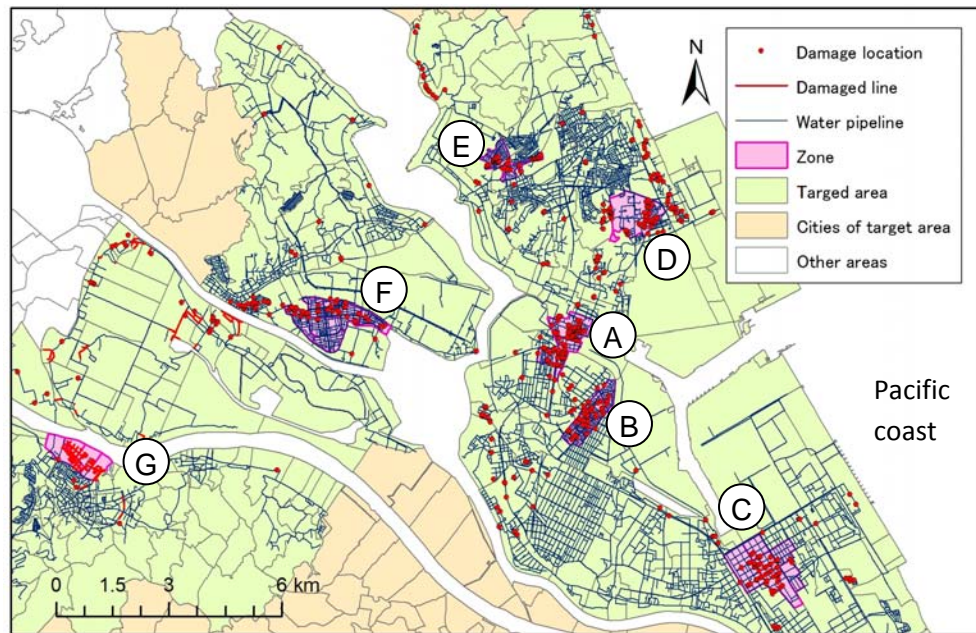 N
Damage location
Damaged line
Water pipeline
Zone
Targed area
Cities of target area
Other areas
E
D
F
A
Pacific
coast
B
G
C
0 1.5 3 6 km